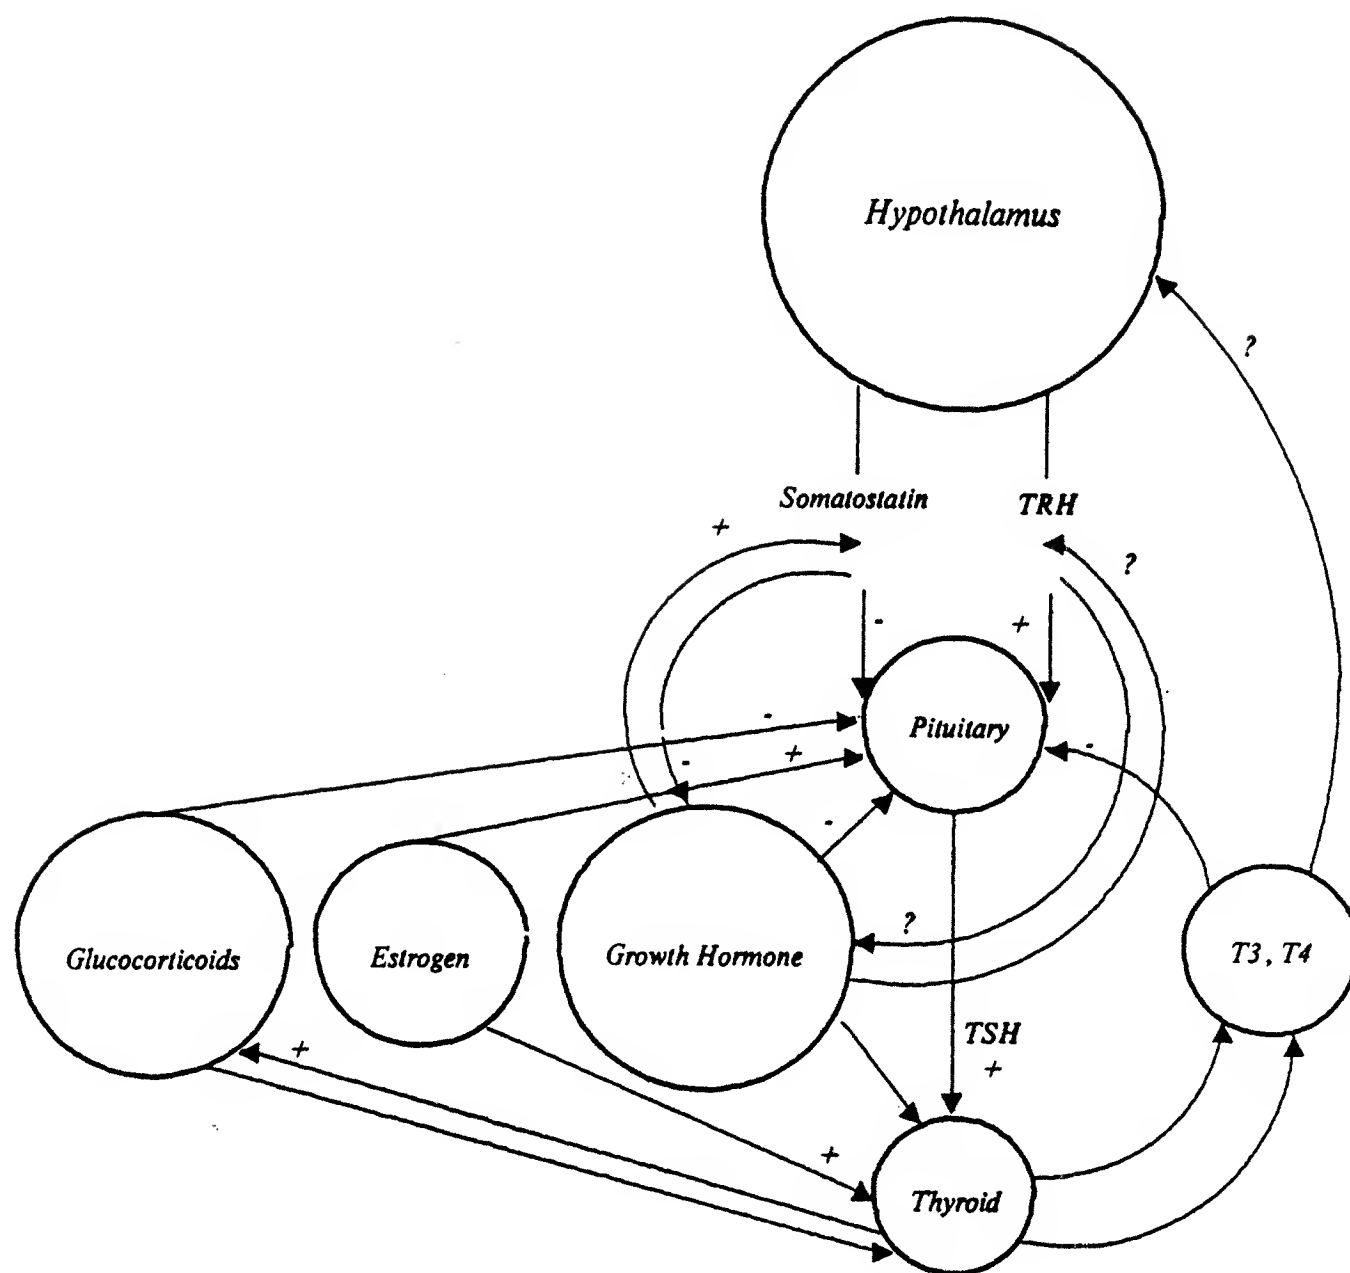 Hypothalamus
?
Somatostatin
TRH
+
?
-
+
Pituitary
-
-
+
-
-
?
Glucocorticoids
Estrogen
Growth Hormone
T3, T4
TSH
+
+
+
Thyroid